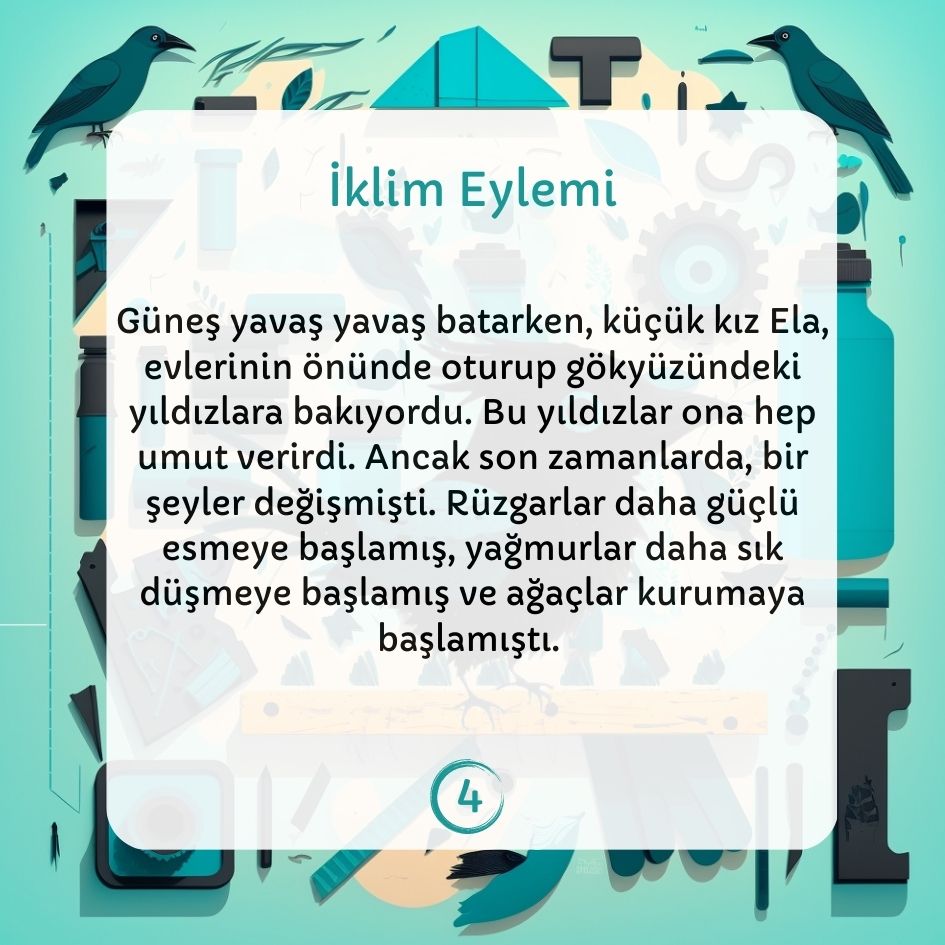 İklim Eylemi
Güneş yavaş yavaş batarken, küçük kız Ela,
evlerinin önünde oturup gökyüzündeki
yıldızlara bakıyordu. Bu yıldızlar ona hep
umut verirdi. Ancak son zamanlarda, bir
şeyler değişmişti. Rüzgarlar daha güçlü
esmeye başlamış, yağmurlar daha sık
düşmeye başlamış ve ağaçlar kurumaya
başlamıştı.
4